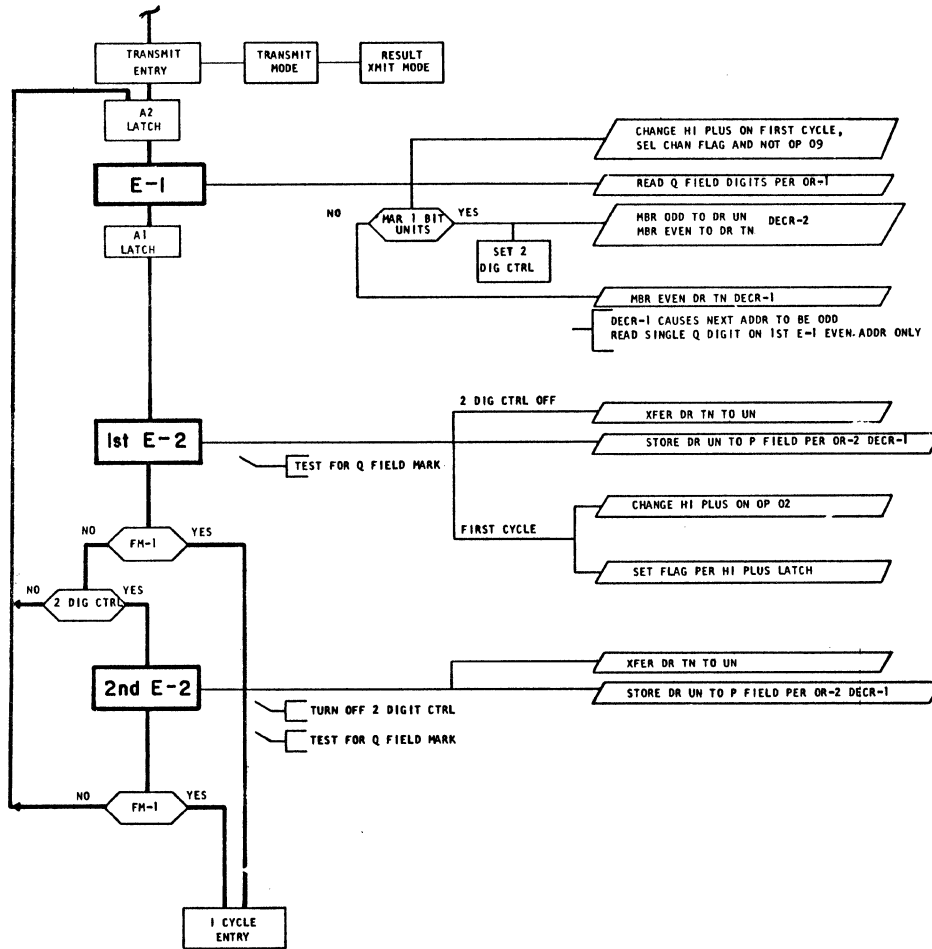 TRANSMIT
ENTRY
TRANSMIT
MODE
RESULT
XMIT MODE
A2
LATCH
CHANGE HI PLUS ON FIRST CYCLE,
SEL CHAN FLAG AND NOT OP 09
E-1
READ Q FIELD DIGITS PER OR-1
NO
MAR 1 BIT
UNITS
YES
MBR ODD TO DR UN DECR-2
MBR EVEN TO DR TN
A1
LATCH
SET 2
DIG CTRL
MBR EVEN DR TN DECR-1
DECR-1 CAUSES NEXT ADDR TO BE ODD
READ SINGLE Q DIGIT ON 1ST E-1 EVEN.ADDR ONLY
2 DIG CTRL OFF
XFER DR TN TO UN
1st E-2
STORE DR UN TO P FIELD PER OR-2 DECR-1
TEST FOR Q FIELD MARK
CHANGE HI PLUS ON OP 02
FIRST CYCLE
NO
FM-1
YES
SET FLAG PER HI PLUS LATCH
NO
2 DIG CTRL
YES
XFER DR TN TO UN
2nd E-2
STORE DR UN TO P FIELD PER OR-2 DECR-1
TURN OFF 2 DIGIT CTRL
TEST FOR Q FIELD MARK
NO
FM-1
YES
I CYCLE
ENTRY